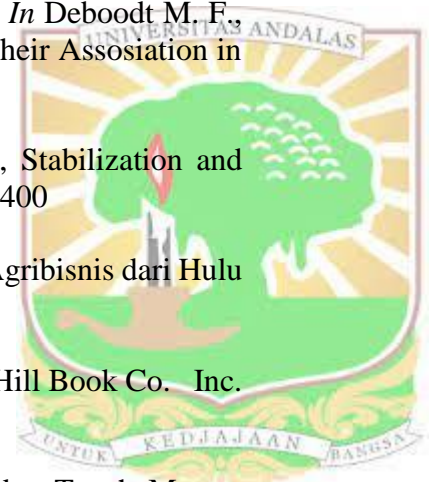 In Deboodt M. F.,
UNIVERSITAS ANDALAS
heir Assosiation in
, Stabilization and
400
Agribisnis dari Hulu
Hill Book Co. Inc.
UNTUK KEDJAJAAN BANGSA